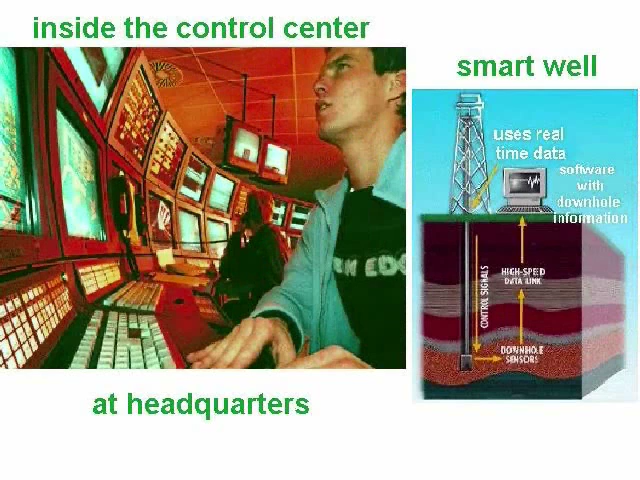 inside the control center
smart well
uses real
time data
software
with
downhole
information
HIGH-SPEED
DATA LINK
CONTROL SIGNALS
DOWNHOLE
SENSORS
at headquarters